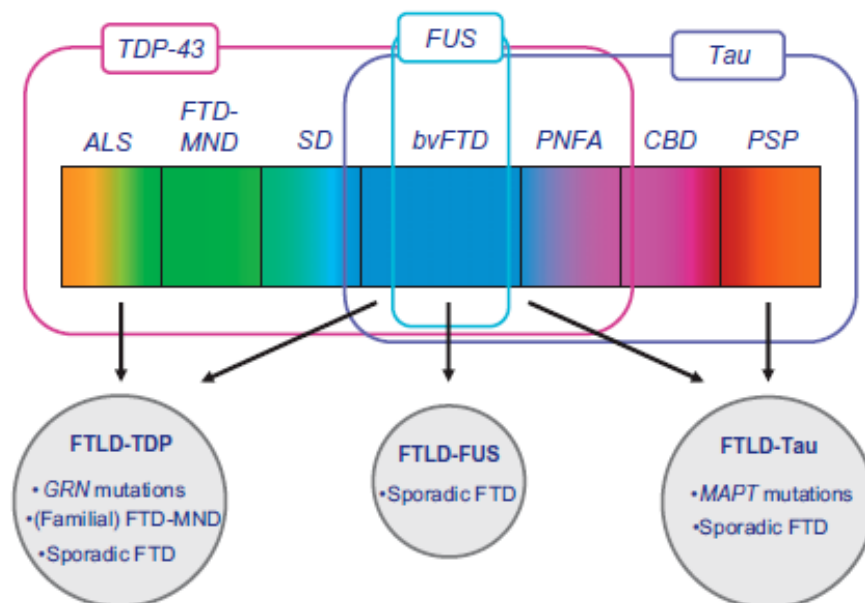 TDP-43
FUS
Tau
ALS
FTD-
MND
SD
bvFTD
PNFA
CBD
PSP
FTLD-TDP
•GRN mutations
•(Familial) FTD-MND
•Sporadic FTD
FTLD-FUS
•Sporadic FTD
FTLD-Tau
•MAPT mutations
•Sporadic FTD